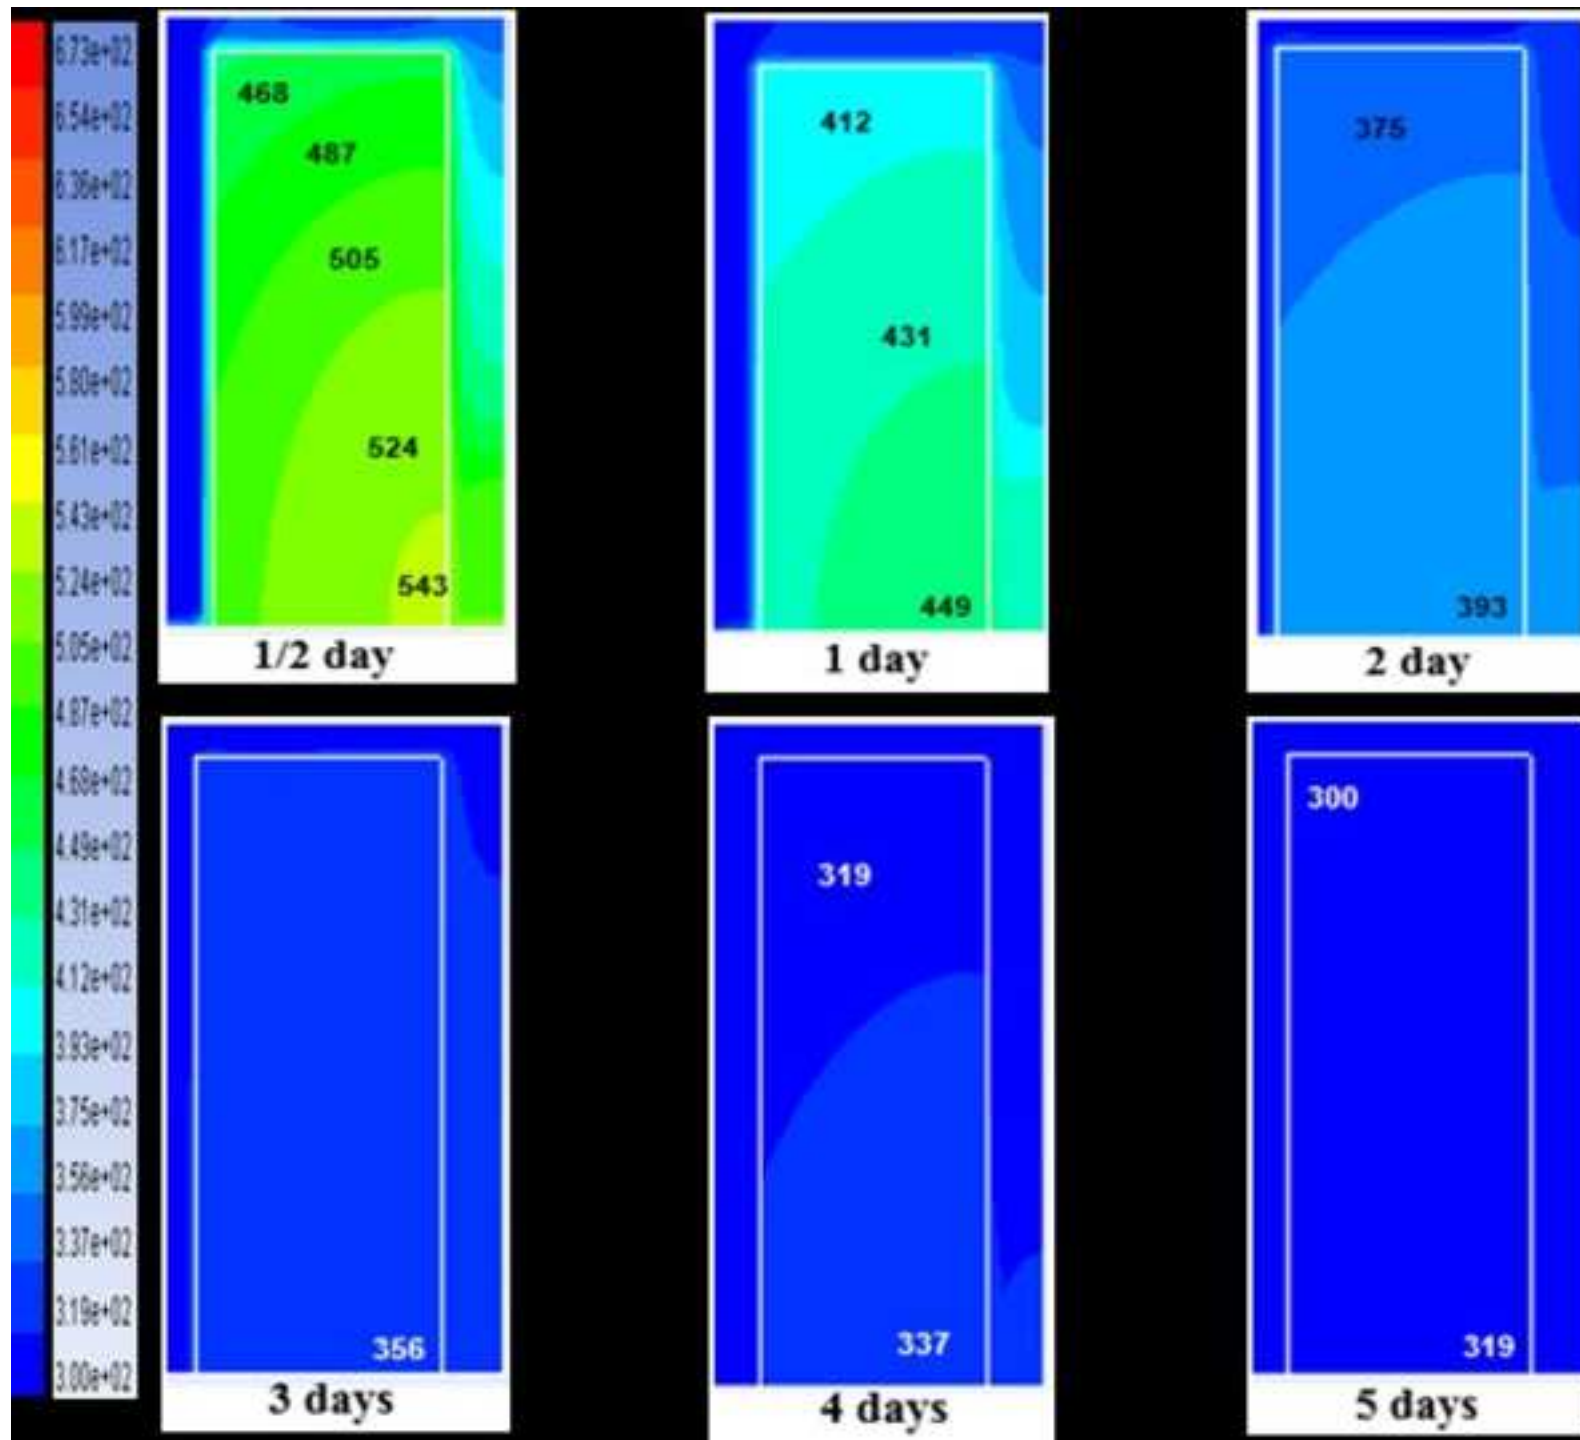 6.73e+02
6.54e+02
6.36e+02
6.17e+02
5.99e+02
5.80e+02
5.61e+02
5.43e+02
5.24e+02
5.05e+02
4.87e+02
4.68e+02
4.49e+02
4.31e+02
4.12e+02
3.93e+02
3.75e+02
3.56e+02
3.37e+02
3.19e+02
3.00e+02
468
487
505
524
543
1/2 day
412
431
449
1 day
375
393
2 day
356
3 days
319
337
4 days
300
319
5 days